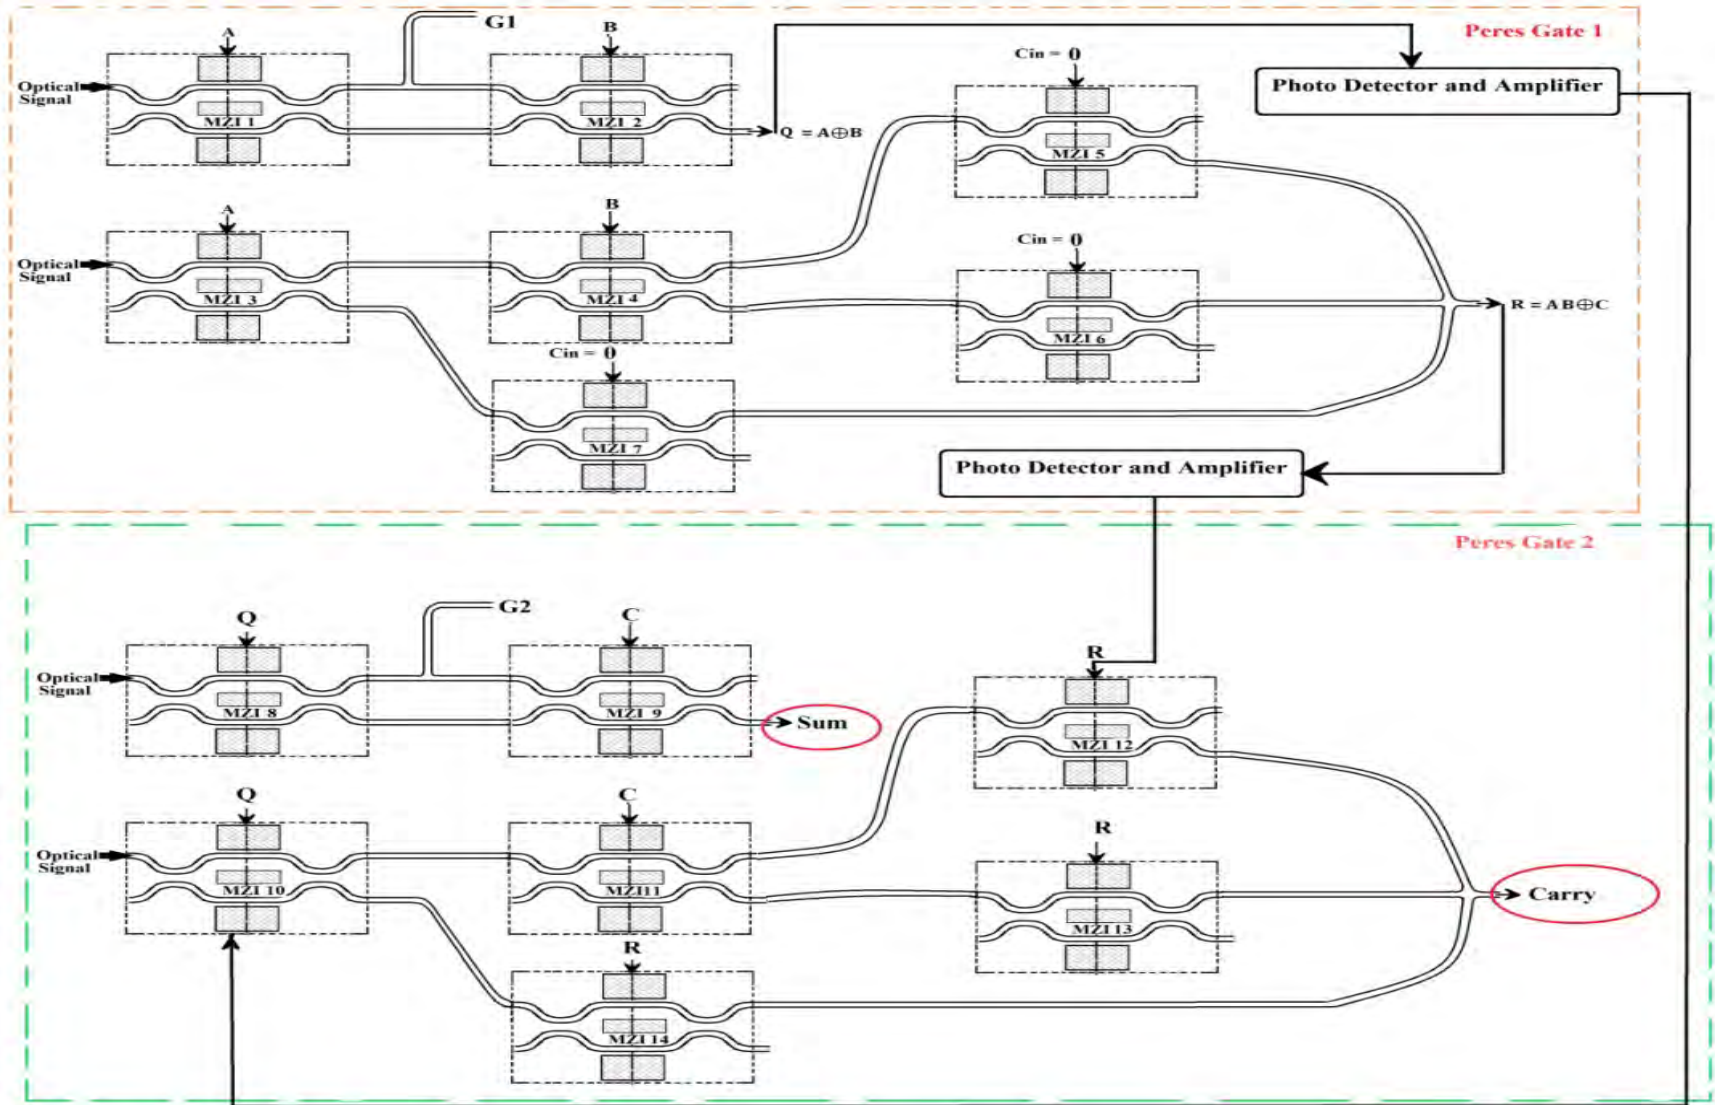 G1
Peres Gate 1
A
B
Cin = 0
Optical
Signal
Photo Detector and Amplifier
MZI 1
MZI 2
Q = A⊕B
MZI 5
A
B
Cin = 0
Optical
Signal
MZI 3
MZI 4
R = AB⊕C
MZI 6
Cin = 0
MZI 7
Photo Detector and Amplifier
Peres Gate 2
G2
Q
C
R
Optical
Signal
MZI 8
MZI 9
Sum
MZI 12
Q
C
R
Optical
Signal
MZI 10
MZI11
Carry
MZI 13
R
MZI 14